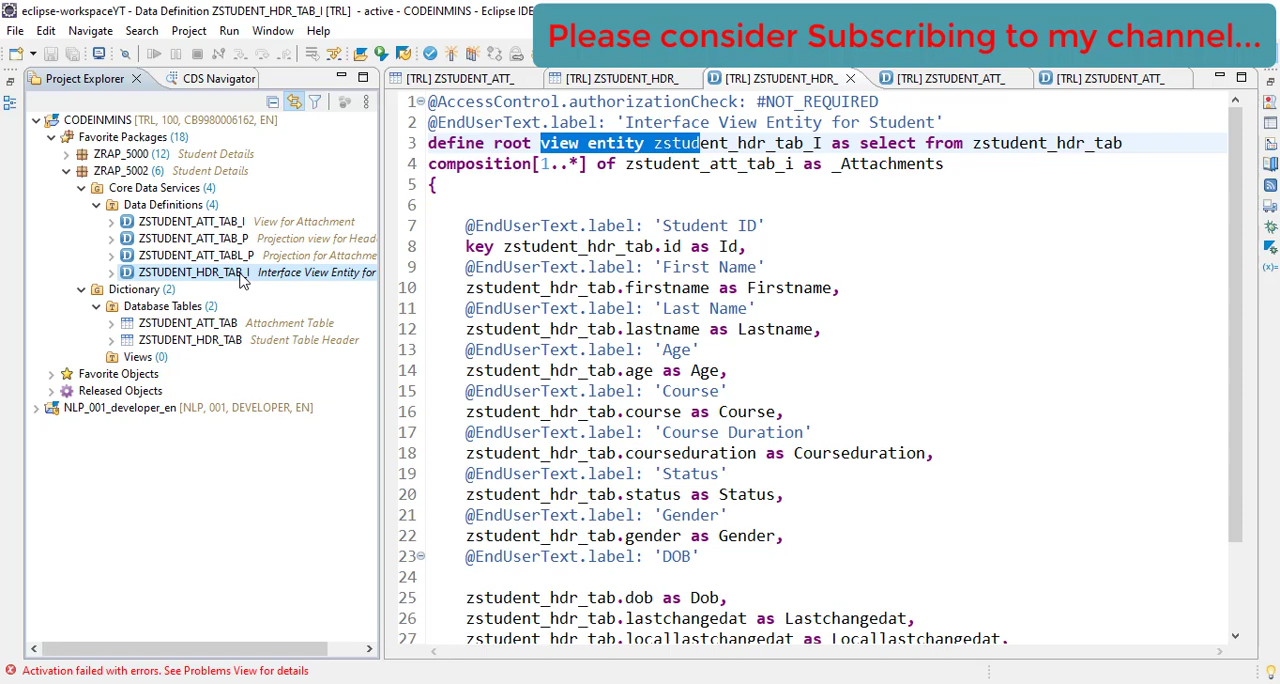 eclipse-workspaceYT - Data Definition ZSTUDENT_HDR_TAB_I [TRL] - active - CODEINMINS - Eclipse IDE
Please consider Subscribing to my channel...
File Edit Navigate Search Project Run Window Help
Project Explorer CDS Navigator
[TRL] ZSTUDENT_ATT_ [TRL] ZSTUDENT_HDR_ [TRL] ZSTUDENT_HDR_ [TRL] ZSTUDENT_ATT_ [TRL] ZSTUDENT_ATT_
CODEINMINS [TRL, 100, CB9980006162, EN]
Favorite Packages (18)
ZRAP_5000 (12) Student Details
ZRAP_5002 (6) Student Details
Core Data Services (4)
Data Definitions (4)
ZSTUDENT_ATT_TAB_I View for Attachment
ZSTUDENT_ATT_TAB_P Projection view for Heade
ZSTUDENT_ATT_TABL_P Projection for Attachme
ZSTUDENT_HDR_TAB_I Interface View Entity for
Dictionary (2)
Database Tables (2)
ZSTUDENT_ATT_TAB Attachment Table
ZSTUDENT_HDR_TAB Student Table Header
Views (0)
Favorite Objects
Released Objects
NLP_001_developer_en [NLP, 001, DEVELOPER, EN]
1 @AccessControl.authorizationCheck: #NOT_REQUIRED
2 @EndUserText.label: 'Interface View Entity for Student'
3 define root view entity zstudent_hdr_tab_I as select from zstudent_hdr_tab
4 composition[1..*] of zstudent_att_tab_i as _Attachments
5 {
6
7 @EndUserText.label: 'Student ID'
8 key zstudent_hdr_tab.id as Id,
9 @EndUserText.label: 'First Name'
10 zstudent_hdr_tab.firstname as Firstname,
11 @EndUserText.label: 'Last Name'
12 zstudent_hdr_tab.lastname as Lastname,
13 @EndUserText.label: 'Age'
14 zstudent_hdr_tab.age as Age,
15 @EndUserText.label: 'Course'
16 zstudent_hdr_tab.course as Course,
17 @EndUserText.label: 'Course Duration'
18 zstudent_hdr_tab.courseduration as Courseduration,
19 @EndUserText.label: 'Status'
20 zstudent_hdr_tab.status as Status,
21 @EndUserText.label: 'Gender'
22 zstudent_hdr_tab.gender as Gender,
23 @EndUserText.label: 'DOB'
24
25 zstudent_hdr_tab.dob as Dob,
26 zstudent_hdr_tab.lastchangedat as Lastchangedat,
27 zstudent_hdr_tab.locallastchangedat as Locallastchangedat,
Activation failed with errors. See Problems View for details